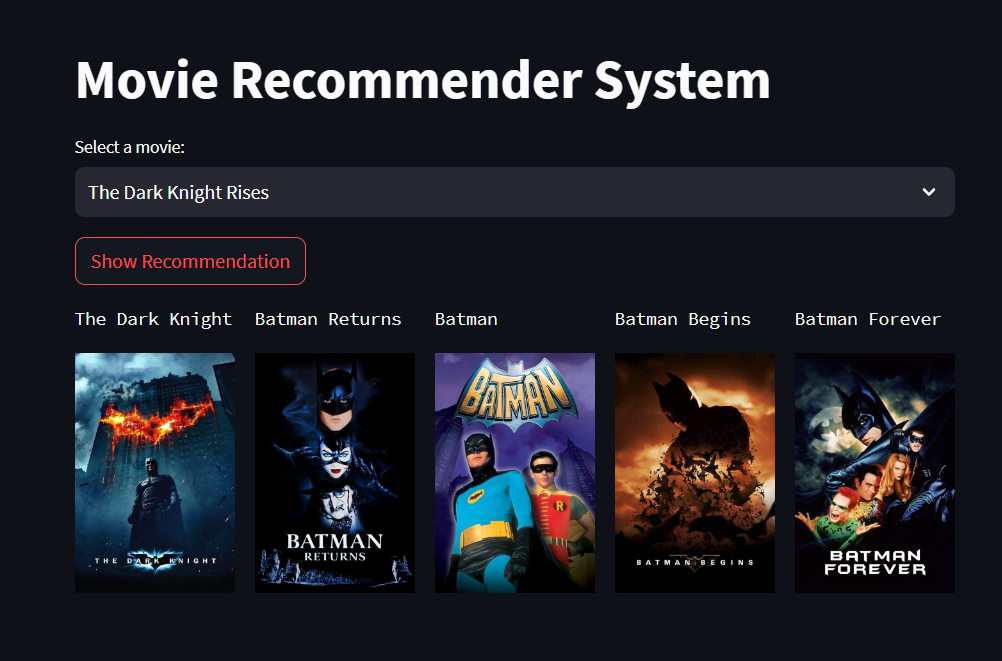 Movie Recommender System
Select a movie:
The Dark Knight Rises
Show Recommendation
The Dark Knight
Batman Returns
Batman
Batman Begins
Batman Forever
THE DARK KNIGHT
BATMAN
RETURNS
BATMAN
R
BATMAN BEGINS
BATMAN
FOREVER